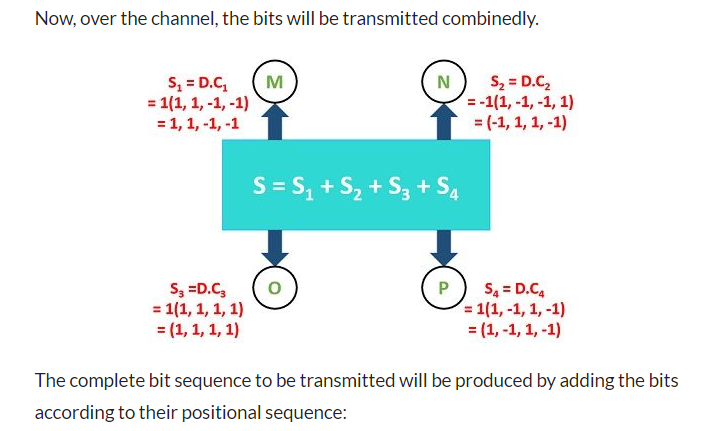 Now, over the channel, the bits will be transmitted combinedly.
S₁ = D.C₁
= 1(1, 1, -1, -1)
= 1, 1, -1, -1
M
N
S₂ = D.C₂
= -1(1, -1, -1, 1)
= (-1, 1, 1, -1)
S = S₁ + S₂ + S₃ + S₄
S₃ =D.C₃
= 1(1, 1, 1, 1)
= (1, 1, 1, 1)
O
P
S₄ = D.C₄
= 1(1, -1, 1, -1)
= (1, -1, 1, -1)
The complete bit sequence to be transmitted will be produced by adding the bits
according to their positional sequence: